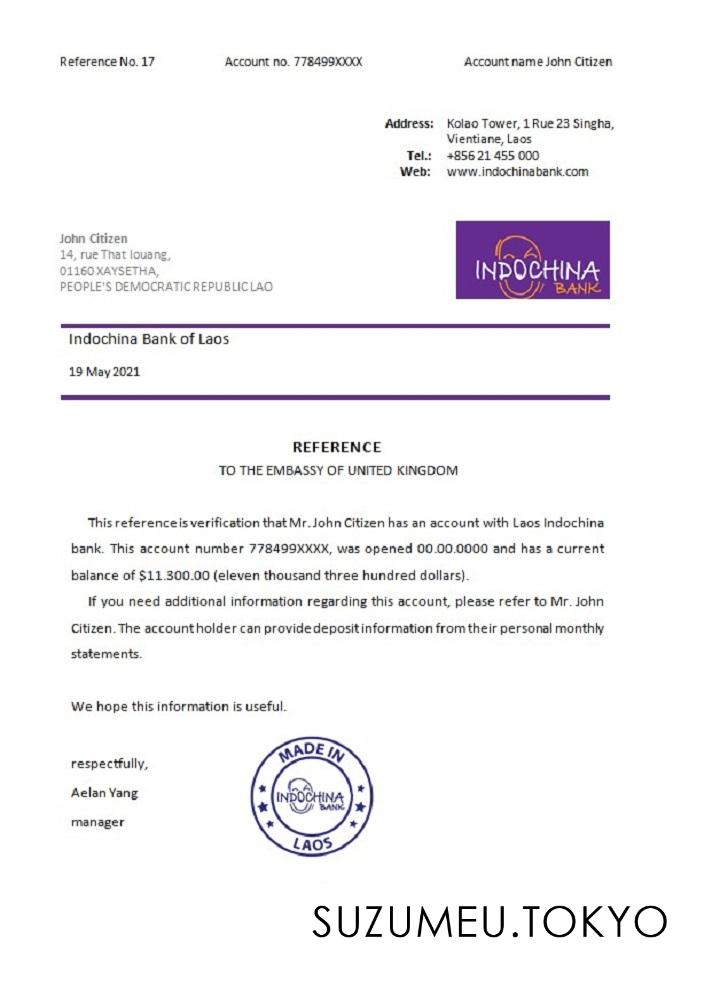 Reference No. 17 Account no. 778499XXXX Account name John Citizen
Address: Kolao Tower, 1 Rue 23 Singha,
Vientiane, Laos
Tel.: +856 21 455 000
Web: www.indochinabank.com
John Citizen
14, rue That louang,
01160 XAYSETHA,
PEOPLE'S DEMOCRATIC REPUBLIC LAO
INDOCHINA
BANK
Indochina Bank of Laos
19 May 2021
REFERENCE
TO THE EMBASSY OF UNITED KINGDOM
This reference is verification that Mr. John Citizen has an account with Laos Indochina
bank. This account number 778499XXXX, was opened 00.00.0000 and has a current
balance of $11.300.00 (eleven thousand three hundred dollars).
If you need additional information regarding this account, please refer to Mr. John
Citizen. The account holder can provide deposit information from their personal monthly
statements.
We hope this information is useful.
respectfully,
Aelan Yang
manager
MADE IN
INDOCHINA
BANK
LAOS
SUZUMEU.TOKYO